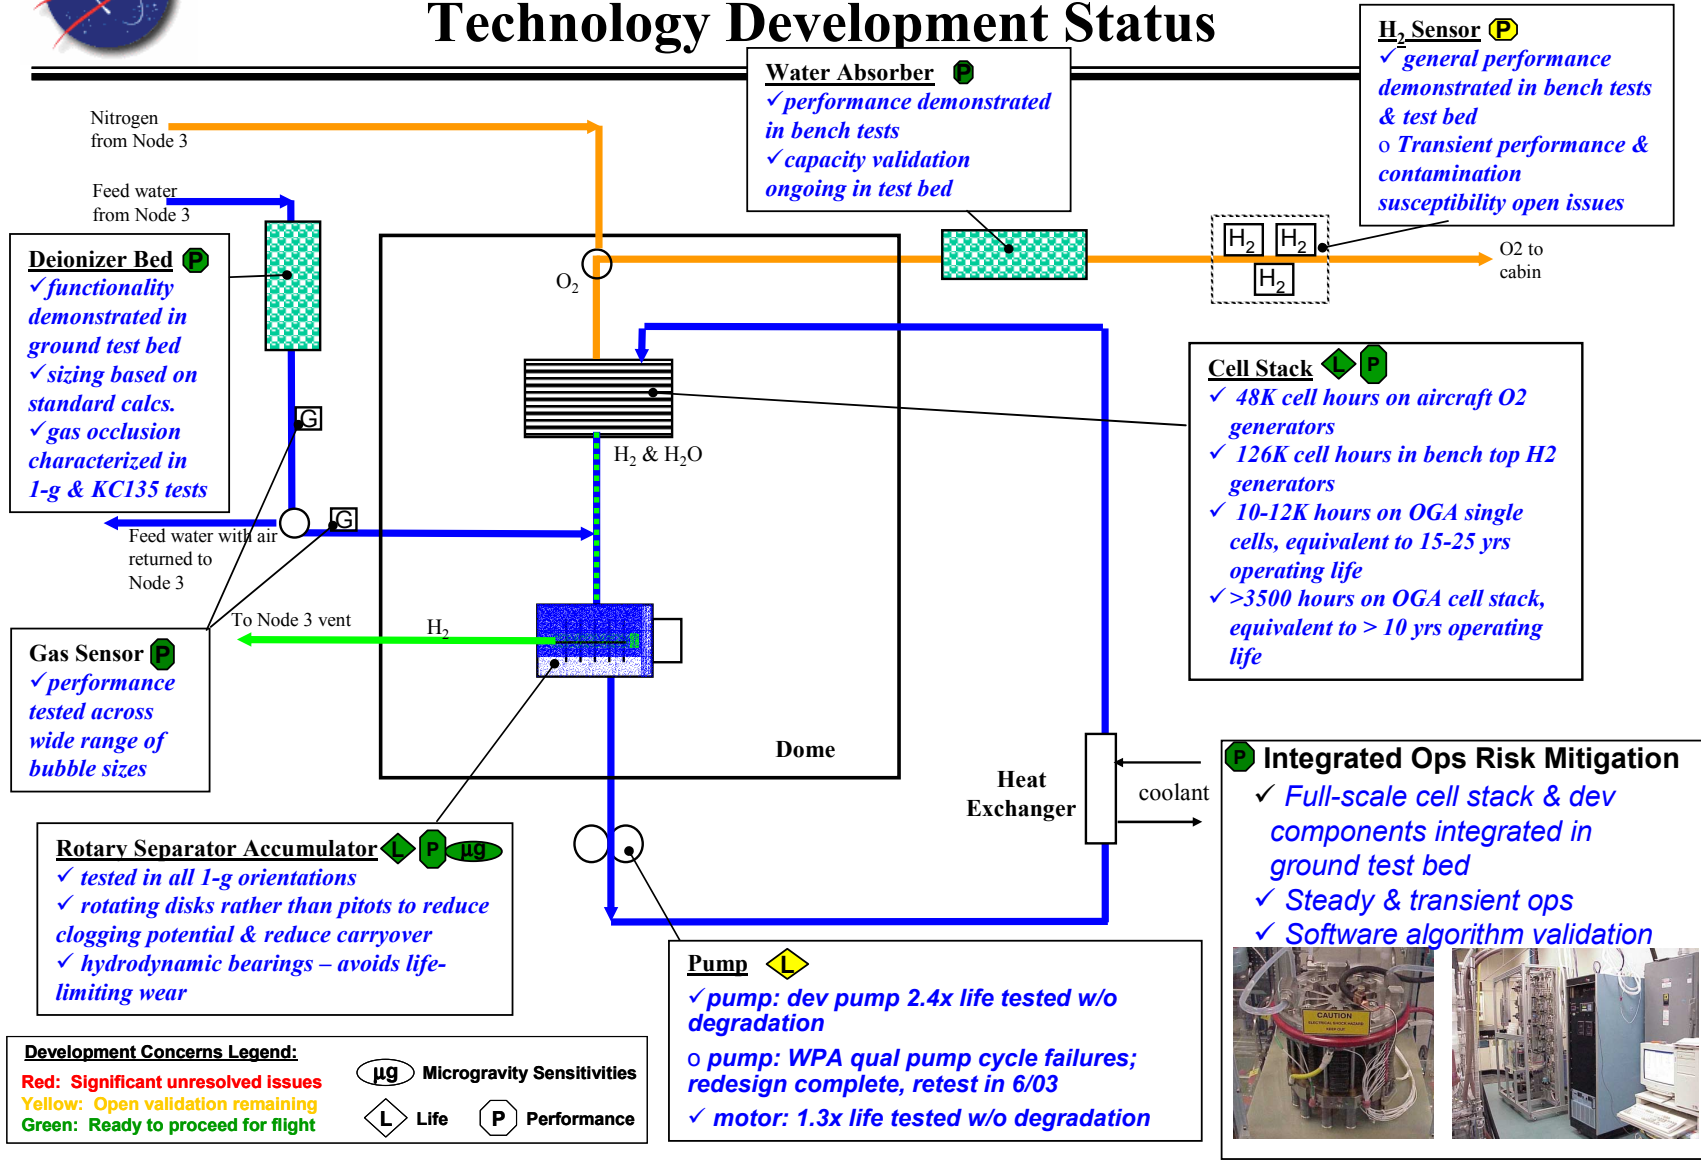 Technology Development Status
H2 Sensor P
✓ general performance
demonstrated in bench tests
& test bed
o Transient performance &
contamination
susceptibility open issues
Water Absorber P
✓performance demonstrated
in bench tests
✓capacity validation
ongoing in test bed
Nitrogen
from Node 3
Feed water
from Node 3
Deionizer Bed P
✓functionality
demonstrated in
ground test bed
✓sizing based on
standard calcs.
✓gas occlusion
characterized in
1-g & KC135 tests
O2
H2 H2
H2
O2 to
cabin
Cell Stack L P
✓ 48K cell hours on aircraft O2
generators
✓ 126K cell hours in bench top H2
generators
✓ 10-12K hours on OGA single
cells, equivalent to 15-25 yrs
operating life
✓ >3500 hours on OGA cell stack,
equivalent to > 10 yrs operating
life
G
H2 & H2O
G
Feed water with air
returned to
Node 3
To Node 3 vent
H2
Gas Sensor P
✓performance
tested across
wide range of
bubble sizes
Dome
Heat
Exchanger
coolant
P Integrated Ops Risk Mitigation
✓ Full-scale cell stack & dev
components integrated in
ground test bed
✓ Steady & transient ops
✓ Software algorithm validation
CAUTION
Rotary Separator Accumulator L P µg
✓ tested in all 1-g orientations
✓ rotating disks rather than pitots to reduce
clogging potential & reduce carryover
✓ hydrodynamic bearings – avoids life-
limiting wear
Pump L
✓pump: dev pump 2.4x life tested w/o
degradation
o pump: WPA qual pump cycle failures;
redesign complete, retest in 6/03
✓ motor: 1.3x life tested w/o degradation
Development Concerns Legend:
Red: Significant unresolved issues
Yellow: Open validation remaining
Green: Ready to proceed for flight
µg Microgravity Sensitivities
L Life P Performance